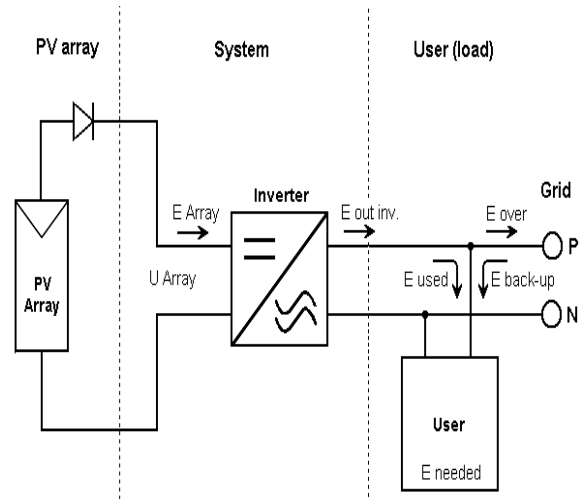 PV array
System
User (load)
Inverter
Grid
E Array
E out inv.
E over
P
U Array
E used
E back-up
PV
Array
N
User
E needed